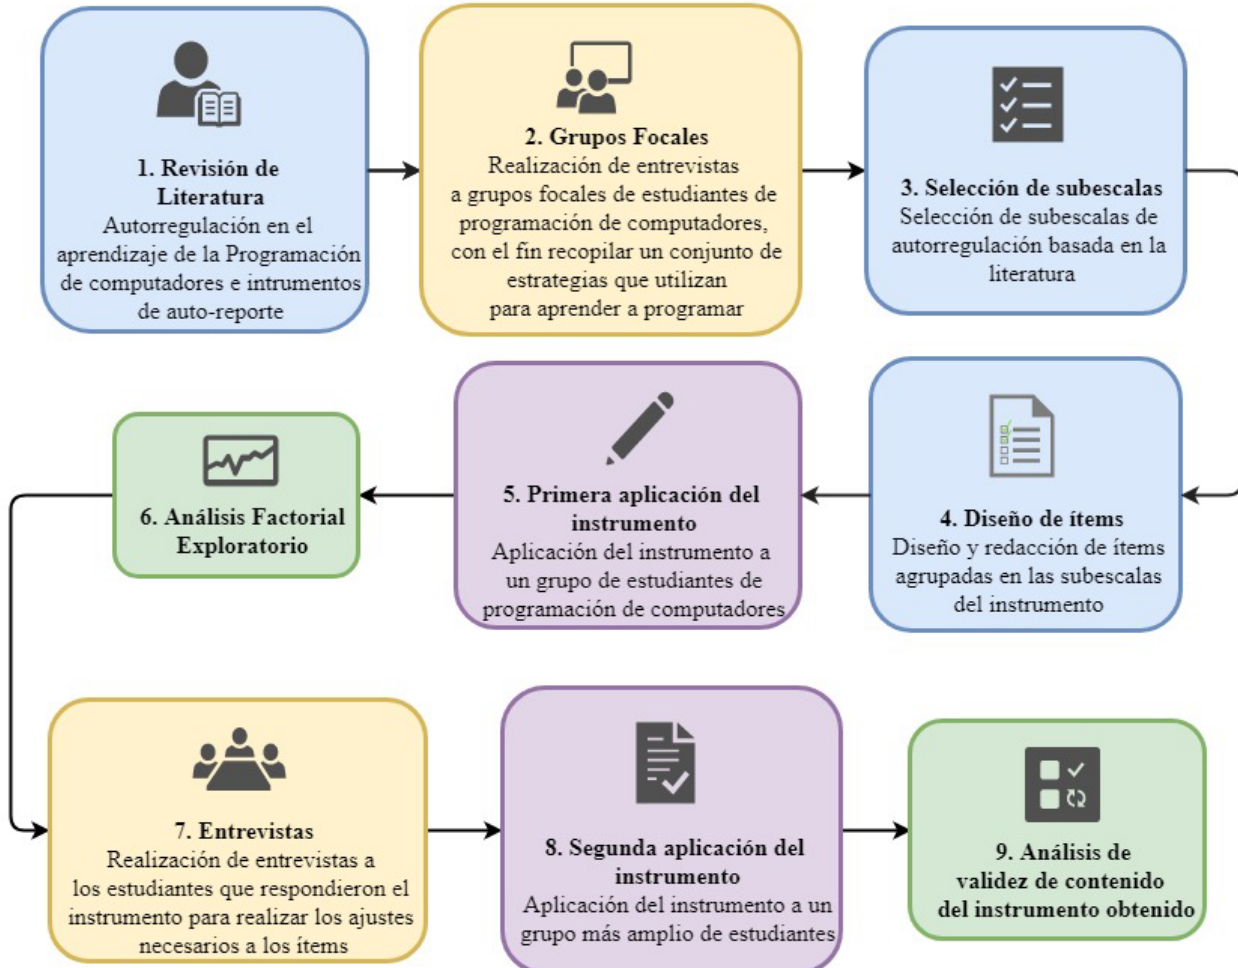 1. Revisión de
Literatura
Autorregulación en el
aprendizaje de la Programación
de computadores e intrumentos
de auto-reporte
2. Grupos Focales
Realización de entrevistas
a grupos focales de estudiantes de
programación de computadores,
con el fin recopilar un conjunto de
estrategias que utilizan
para aprender a programar
3. Selección de subescalas
Selección de subescalas de
autorregulación basada en la
literatura
4. Diseño de ítems
Diseño y redacción de ítems
agrupadas en las subescalas
del instrumento
5. Primera aplicación del
instrumento
Aplicación del instrumento a
un grupo de estudiantes de
programación de computadores
6. Análisis Factorial
Exploratorio
7. Entrevistas
Realización de entrevistas a
los estudiantes que respondieron el
instrumento para realizar los ajustes
necesarios a los ítems
8. Segunda aplicación del
instrumento
Aplicación del instrumento a un
grupo más amplio de estudiantes
9. Análisis de
validez de contenido
del instrumento obtenido